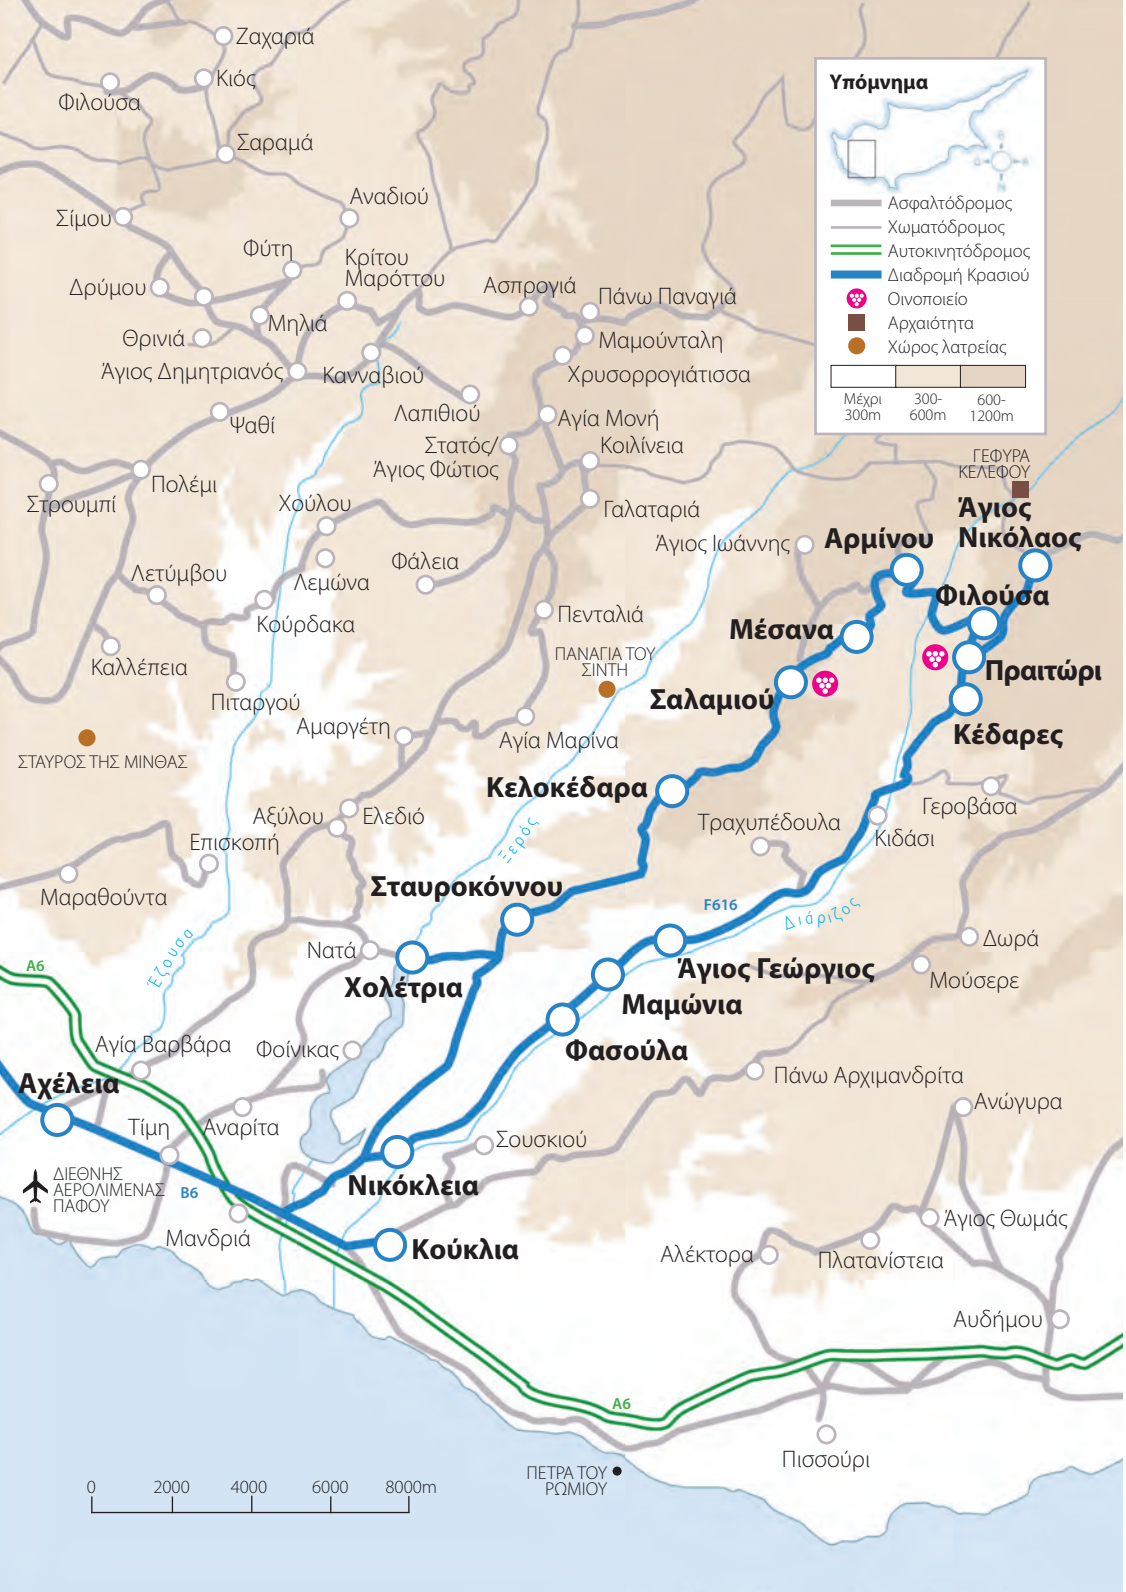 Ζαχαριά
Κιός
Φιλούσα
Σαραμά
Αναδιού
Σίμου
Φύτη
Κρίτου
Μαρόττου
Δρύμου
Ασπρογιά
Πάνω Παναγιά
Μηλιά
Θρινιά
Μαμούνταλη
Άγιος Δημητριανός
Κανναβιού
Χρυσορρογιάτισσα
Λαπιθιού
Ψαθί
Αγία Μονή
Στατός/
Άγιος Φώτιος
Κοιλίνεια
Πολέμι
Στρουμπί
Χούλου
Γαλαταριά
Υπόμνημα
Ασφαλτόδρομος
Χωματόδρομος
Αυτοκινητόδρομος
Διαδρομή Κρασιού
Οινοποιείο
Αρχαιότητα
Χώρος λατρείας
Μέχρι
300m
300-
600m
600-
1200m
ΓΕΦΥΡΑ
ΚΕΛΕΦΟΥ
Άγιος
Νικόλαος
Άγιος Ιωάννης
Αρμίνου
Φάλεια
Λεμώνα
Λετύμβου
Φιλούσα
Κούρδακα
Πενταλιά
Μέσανα
Καλλέπεια
ΠΑΝΑΓΙΑ ΤΟΥ
ΣΙΝΤΗ
Πραιτώρι
Πιταργού
Σαλαμιού
Αμαργέτη
Αγία Μαρίνα
Κέδαρες
ΣΤΑΥΡΟΣ ΤΗΣ ΜΙΝΘΑΣ
Κελοκέδαρα
Γεροβάσα
Αξύλου
Ελεδιό
Τραχυπέδουλα
Κιδάσι
Επισκοπή
Ξερός
Μαραθούντα
Σταυροκόννου
F616
Διάριζος
Έζουσα
Νατά
Δωρά
A6
Χολέτρια
Άγιος Γεώργιος
Μούσερε
Μαμώνια
Αγία Βαρβάρα
Φοίνικας
Φασούλα
Αχέλεια
Πάνω Αρχιμανδρίτα
Ανώγυρα
Τίμη
Αναρίτα
Σουσκιού
ΔΙΕΘΝΗΣ
ΑΕΡΟΛΙΜΕΝΑΣ
ΠΑΦΟΥ
B6
Νικόκλεια
Μανδριά
Κούκλια
Άγιος Θωμάς
Αλέκτορα
Πλατανίστεια
Αυδήμου
A6
Πισσούρι
ΠΕΤΡΑ ΤΟΥ
ΡΩΜΙΟΥ
0 2000 4000 6000 8000m